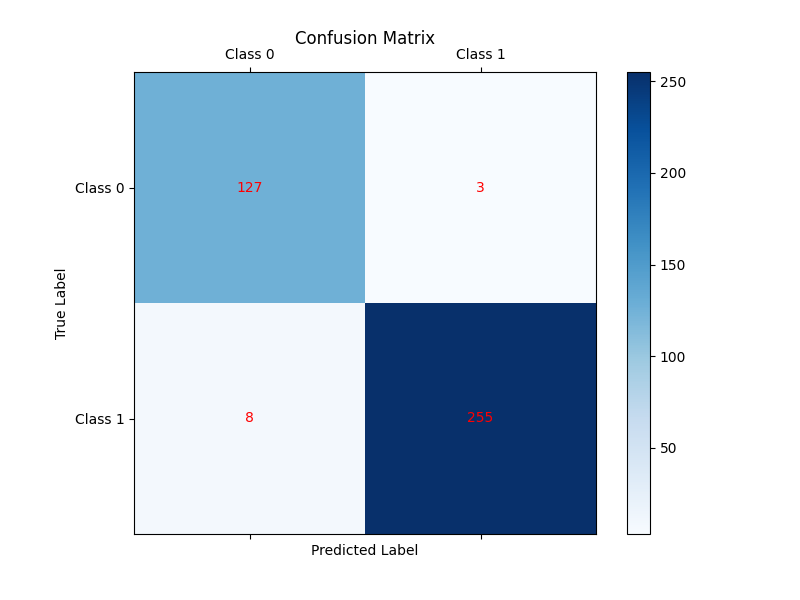 Confusion Matrix
Class 0 Class 1
250
200
150
100
50
Class 0 127 3
True Label
Class 1 8 255
Predicted Label